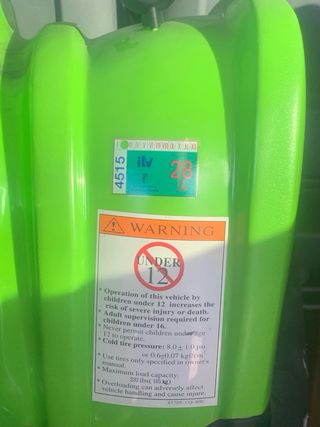 4515
28
WARNING
UNDER
12
• Operation of this vehicle by
children under 12 increases the
risk of severe injury or death.
• Adult supervision required for
children under 16.
• Never permit children under age
12 to operate.
• Cold tire pressure: 8.0 ± 1.0 psi
or 0.6±0.07 kgf/cm
• Use tires only specified in owner's
manual.
• Maximum load capacity:
• Overloading can adversely affect
vehicle handling and cause injure.